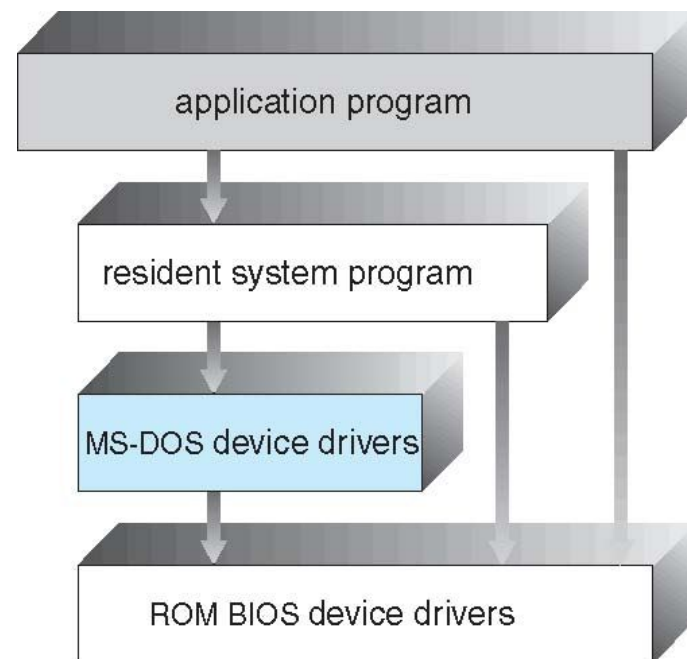 application program
resident system program
MS-DOS device drivers
ROM BIOS device drivers